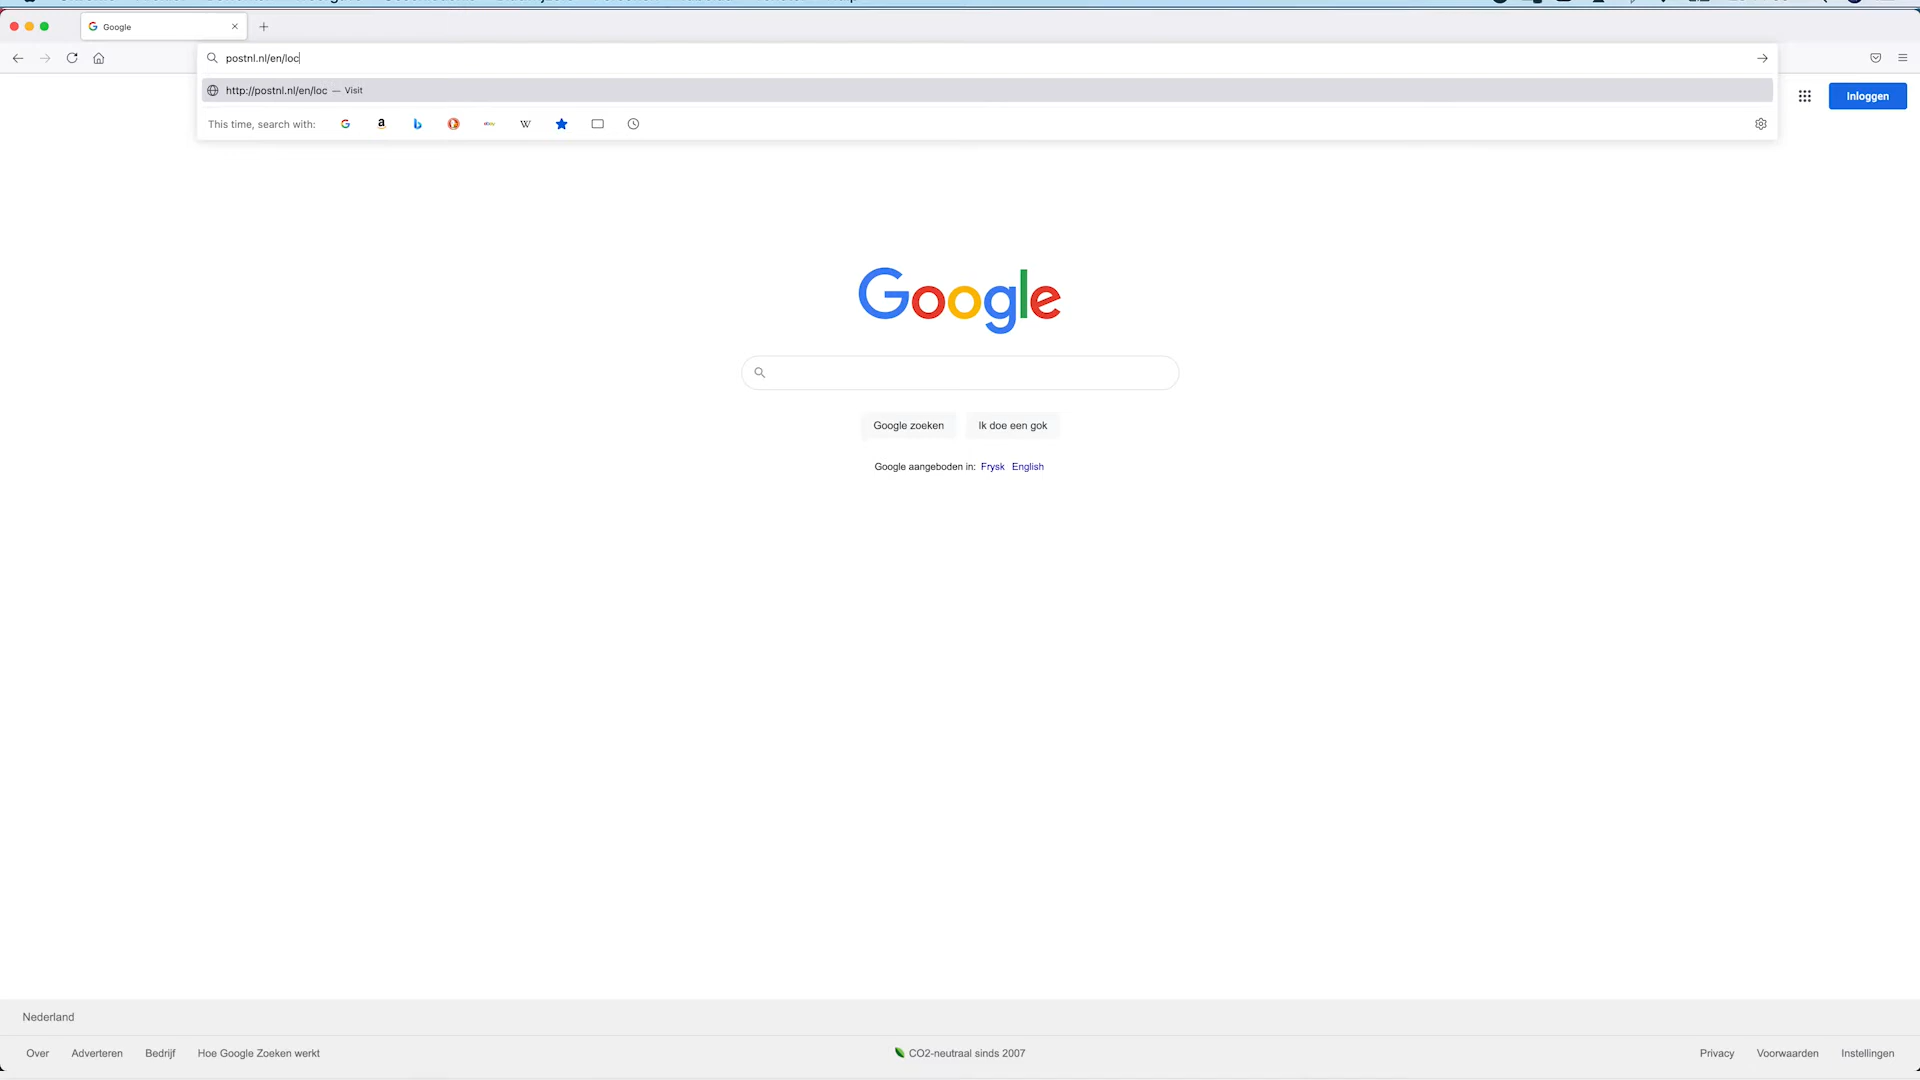 Google
postnl.nl/en/loc
http://postnl.nl/en/loc — Visit
This time, search with:
Inloggen
Google
Google zoeken
Ik doe een gok
Google aangeboden in: Frysk English
Nederland
Over Adverteren Bedrijf Hoe Google Zoeken werkt
CO2-neutraal sinds 2007
Privacy Voorwaarden Instellingen